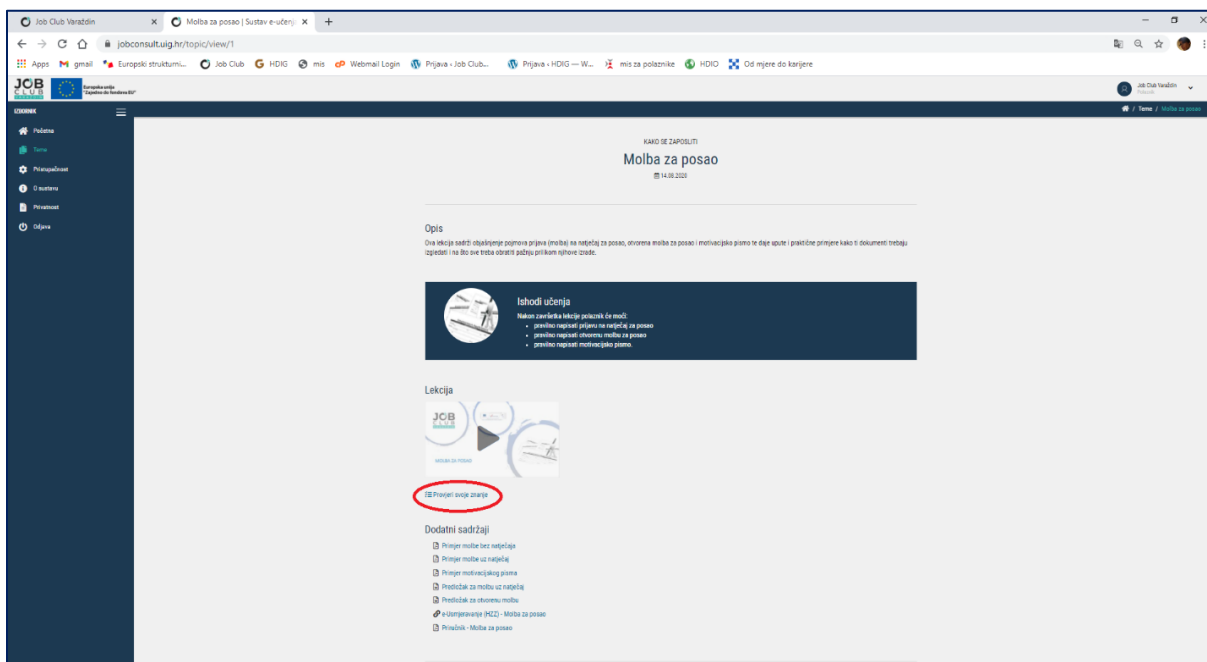 Job Club Varaždin
Molba za posao | Sustav e-učenja
jobconsult.uig.hr/topic/view/1
Apps
gmail
Europski strukturni...
Job Club
HDIG
mis
Webmail Login
Prijava ‹ Job Club...
Prijava ‹ HDIG — W...
mis za polaznike
HDIO
Od mjere do karijere
JOB
CLUB
Europska unija
"Zajedno do fondova EU"
Job Club Varaždin
Polaznik
IZBORNIK
/ Teme / Molba za posao
Početna
Teme
Pristupačnost
O sustavu
Privatnost
Odjava
KAKO SE ZAPOSLITI
Molba za posao
14.08.2020
Opis
Ova lekcija sadrži objašnjenje pojmova prijava (molba) na natječaj za posao, otvorena molba za posao i motivacijsko pismo te daje upute i praktične primjere kako ti dokumenti trebaju
izgledati i na što sve treba obratiti pažnju prilikom njihove izrade.
Ishodi učenja
Nakon završetka lekcije polaznik će moći:
pravilno napisati prijavu na natječaj za posao
pravilno napisati otvorenu molbu za posao
pravilno napisati motivacijsko pismo.
Lekcija
JOB
CLUB
MOLBA ZA POSAO
Provjeri svoje znanje
Dodatni sadržaji
Primjer molbe bez natječaja
Primjer molbe uz natječaj
Primjer motivacijskog pisma
Predložak za molbu uz natječaj
Predložak za otvorenu molbu
e-Usmjeravanje (HZZ) - Molba za posao
Priručnik - Molba za posao